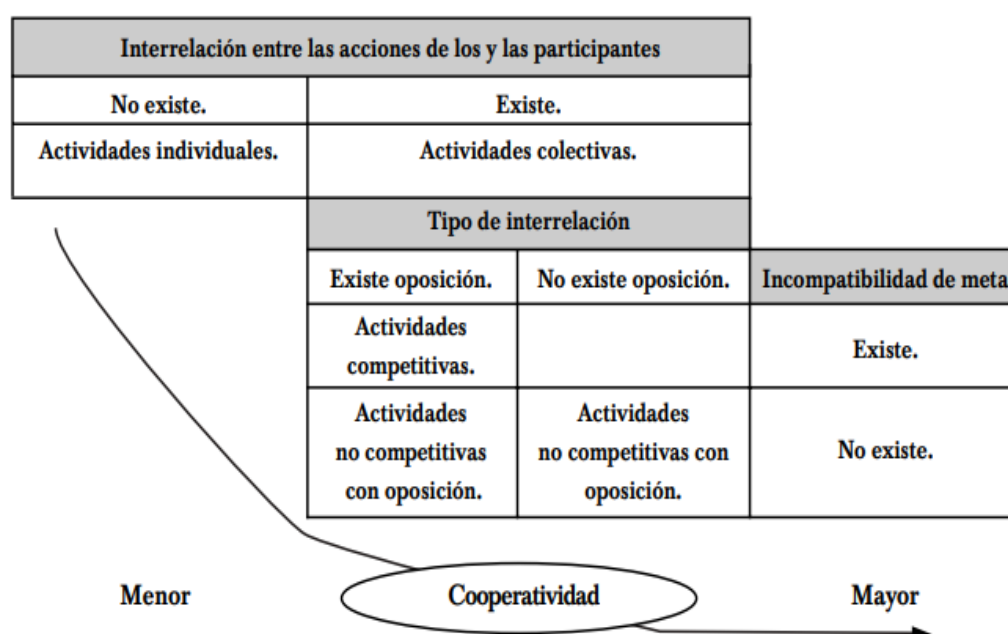 Interrelación entre las acciones de los y las participantes
No existe.
Existe.
Actividades individuales.
Actividades colectivas.
Tipo de interrelación
Existe oposición.
No existe oposición.
Incompatibilidad de meta
Actividades
competitivas.
Existe.
Actividades
no competitivas
con oposición.
Actividades
no competitivas con
oposición.
No existe.
Menor
Cooperatividad
Mayor